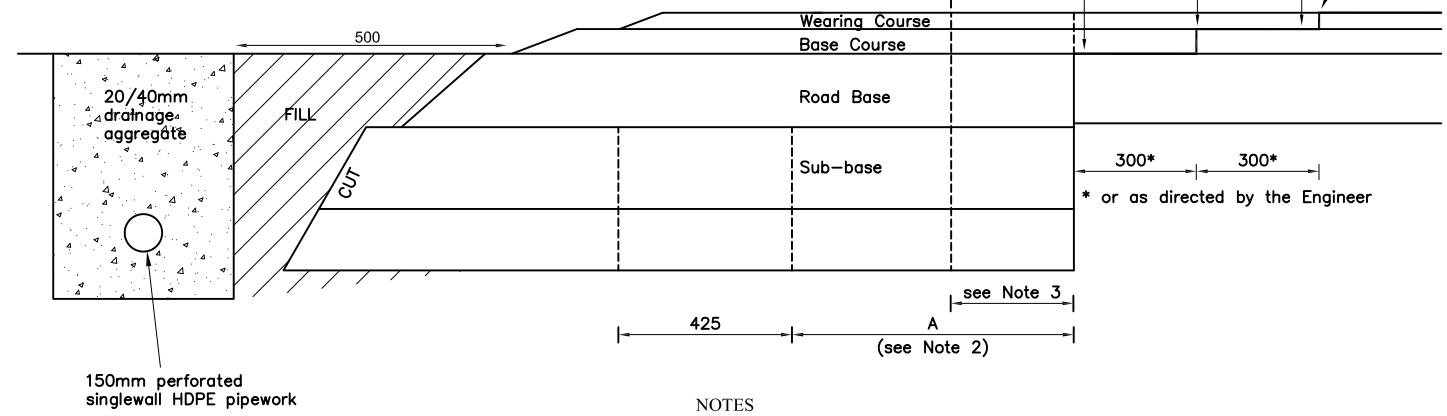 Wearing Course
500
Base Course
20/40mm
drainage
aggregate
FILL
Road Base
CUT
Sub-base
300*
300*
* or as directed by the Engineer
see Note 3
425
A
(see Note 2)
150mm perforated
singlewall HDPE pipework
NOTES